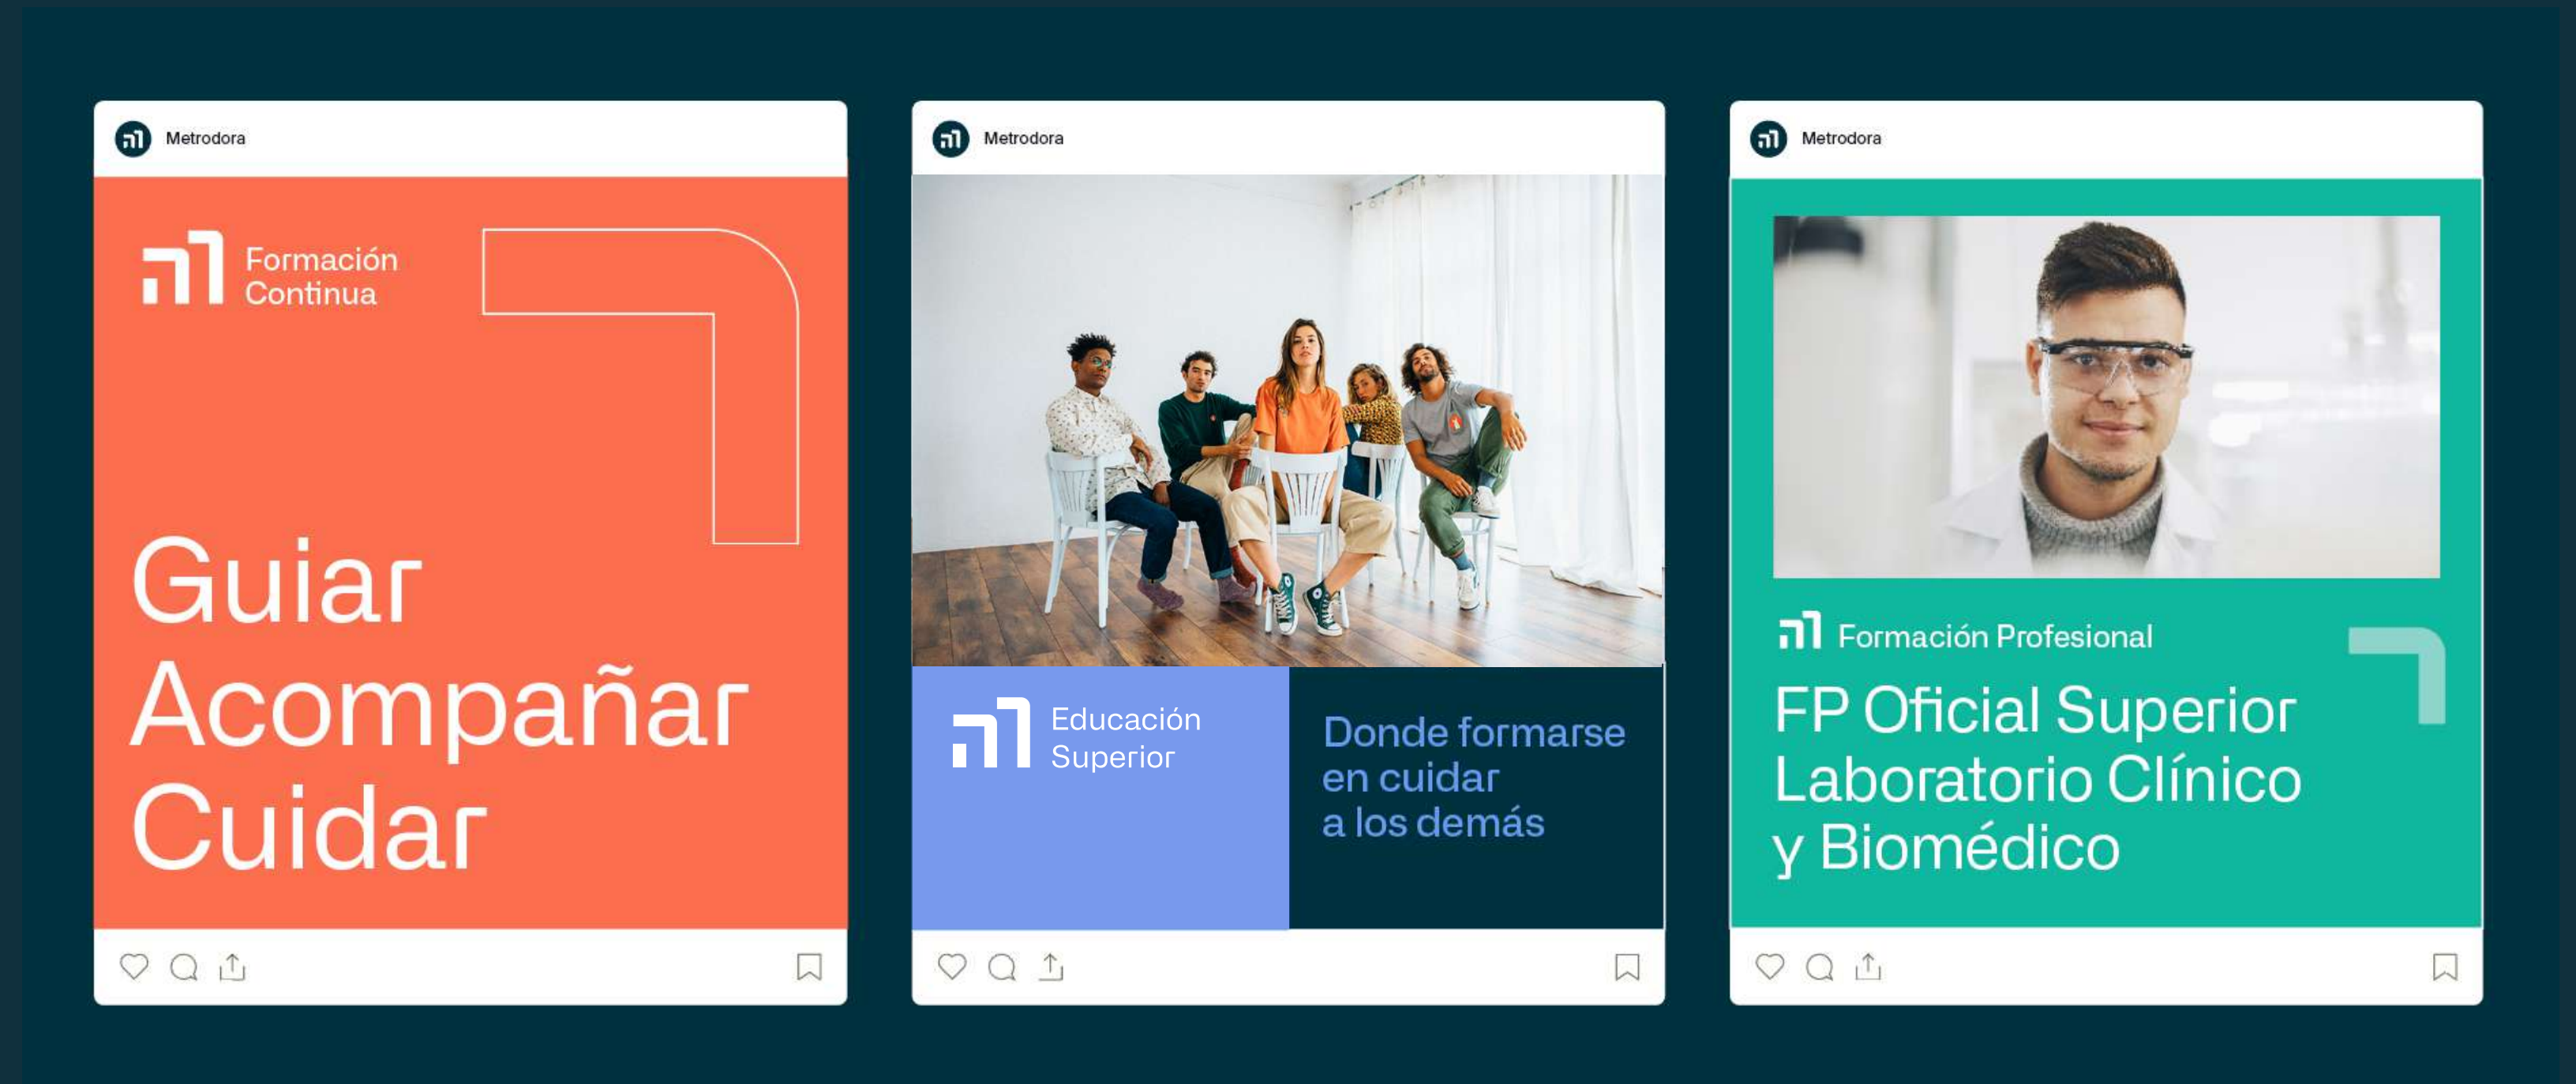 Metrodora
Formación
Continua
Guiar
Acompañar
Cuidar
Metrodora
Educación
Superior
Donde formarse
en cuidar
a los demás
Metrodora
Formación Profesional
FP Oficial Superior
Laboratorio Clínico
y Biomédico